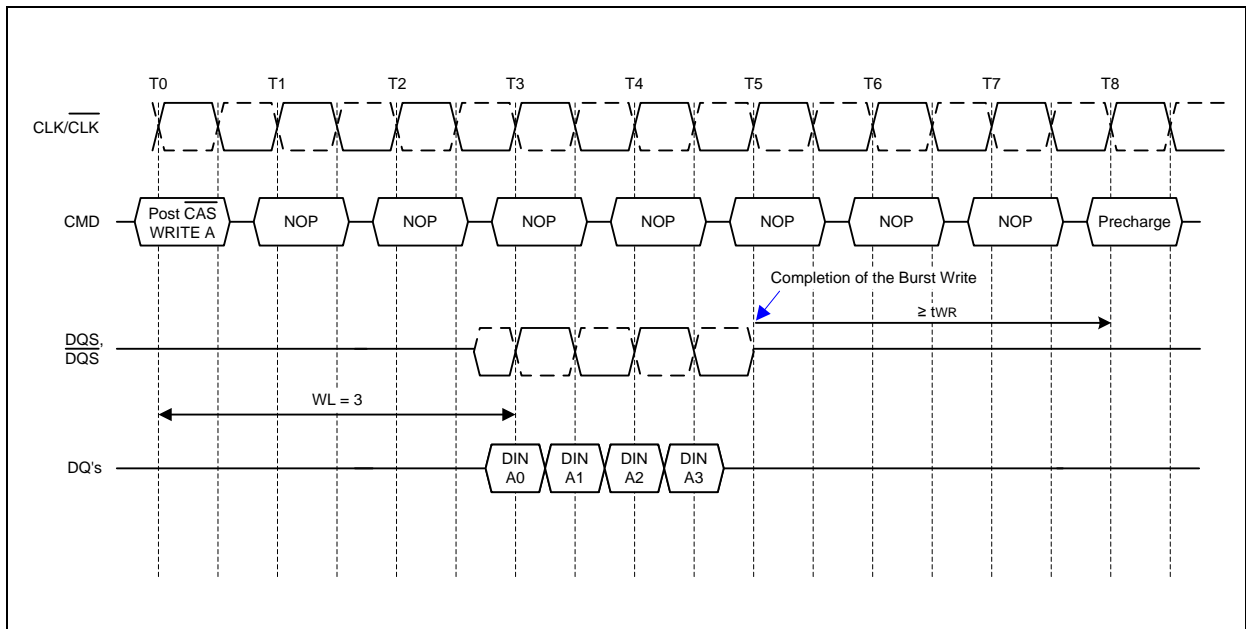 T0 T1 T2 T3 T4 T5 T6 T7 T8
CLK/CLK
CMD Post CAS WRITE A NOP NOP NOP NOP NOP NOP NOP Precharge
Completion of the Burst Write
≥ tWR
DQS,
DQS
WL = 3
DQ's
DIN A0 DIN A1 DIN A2 DIN A3